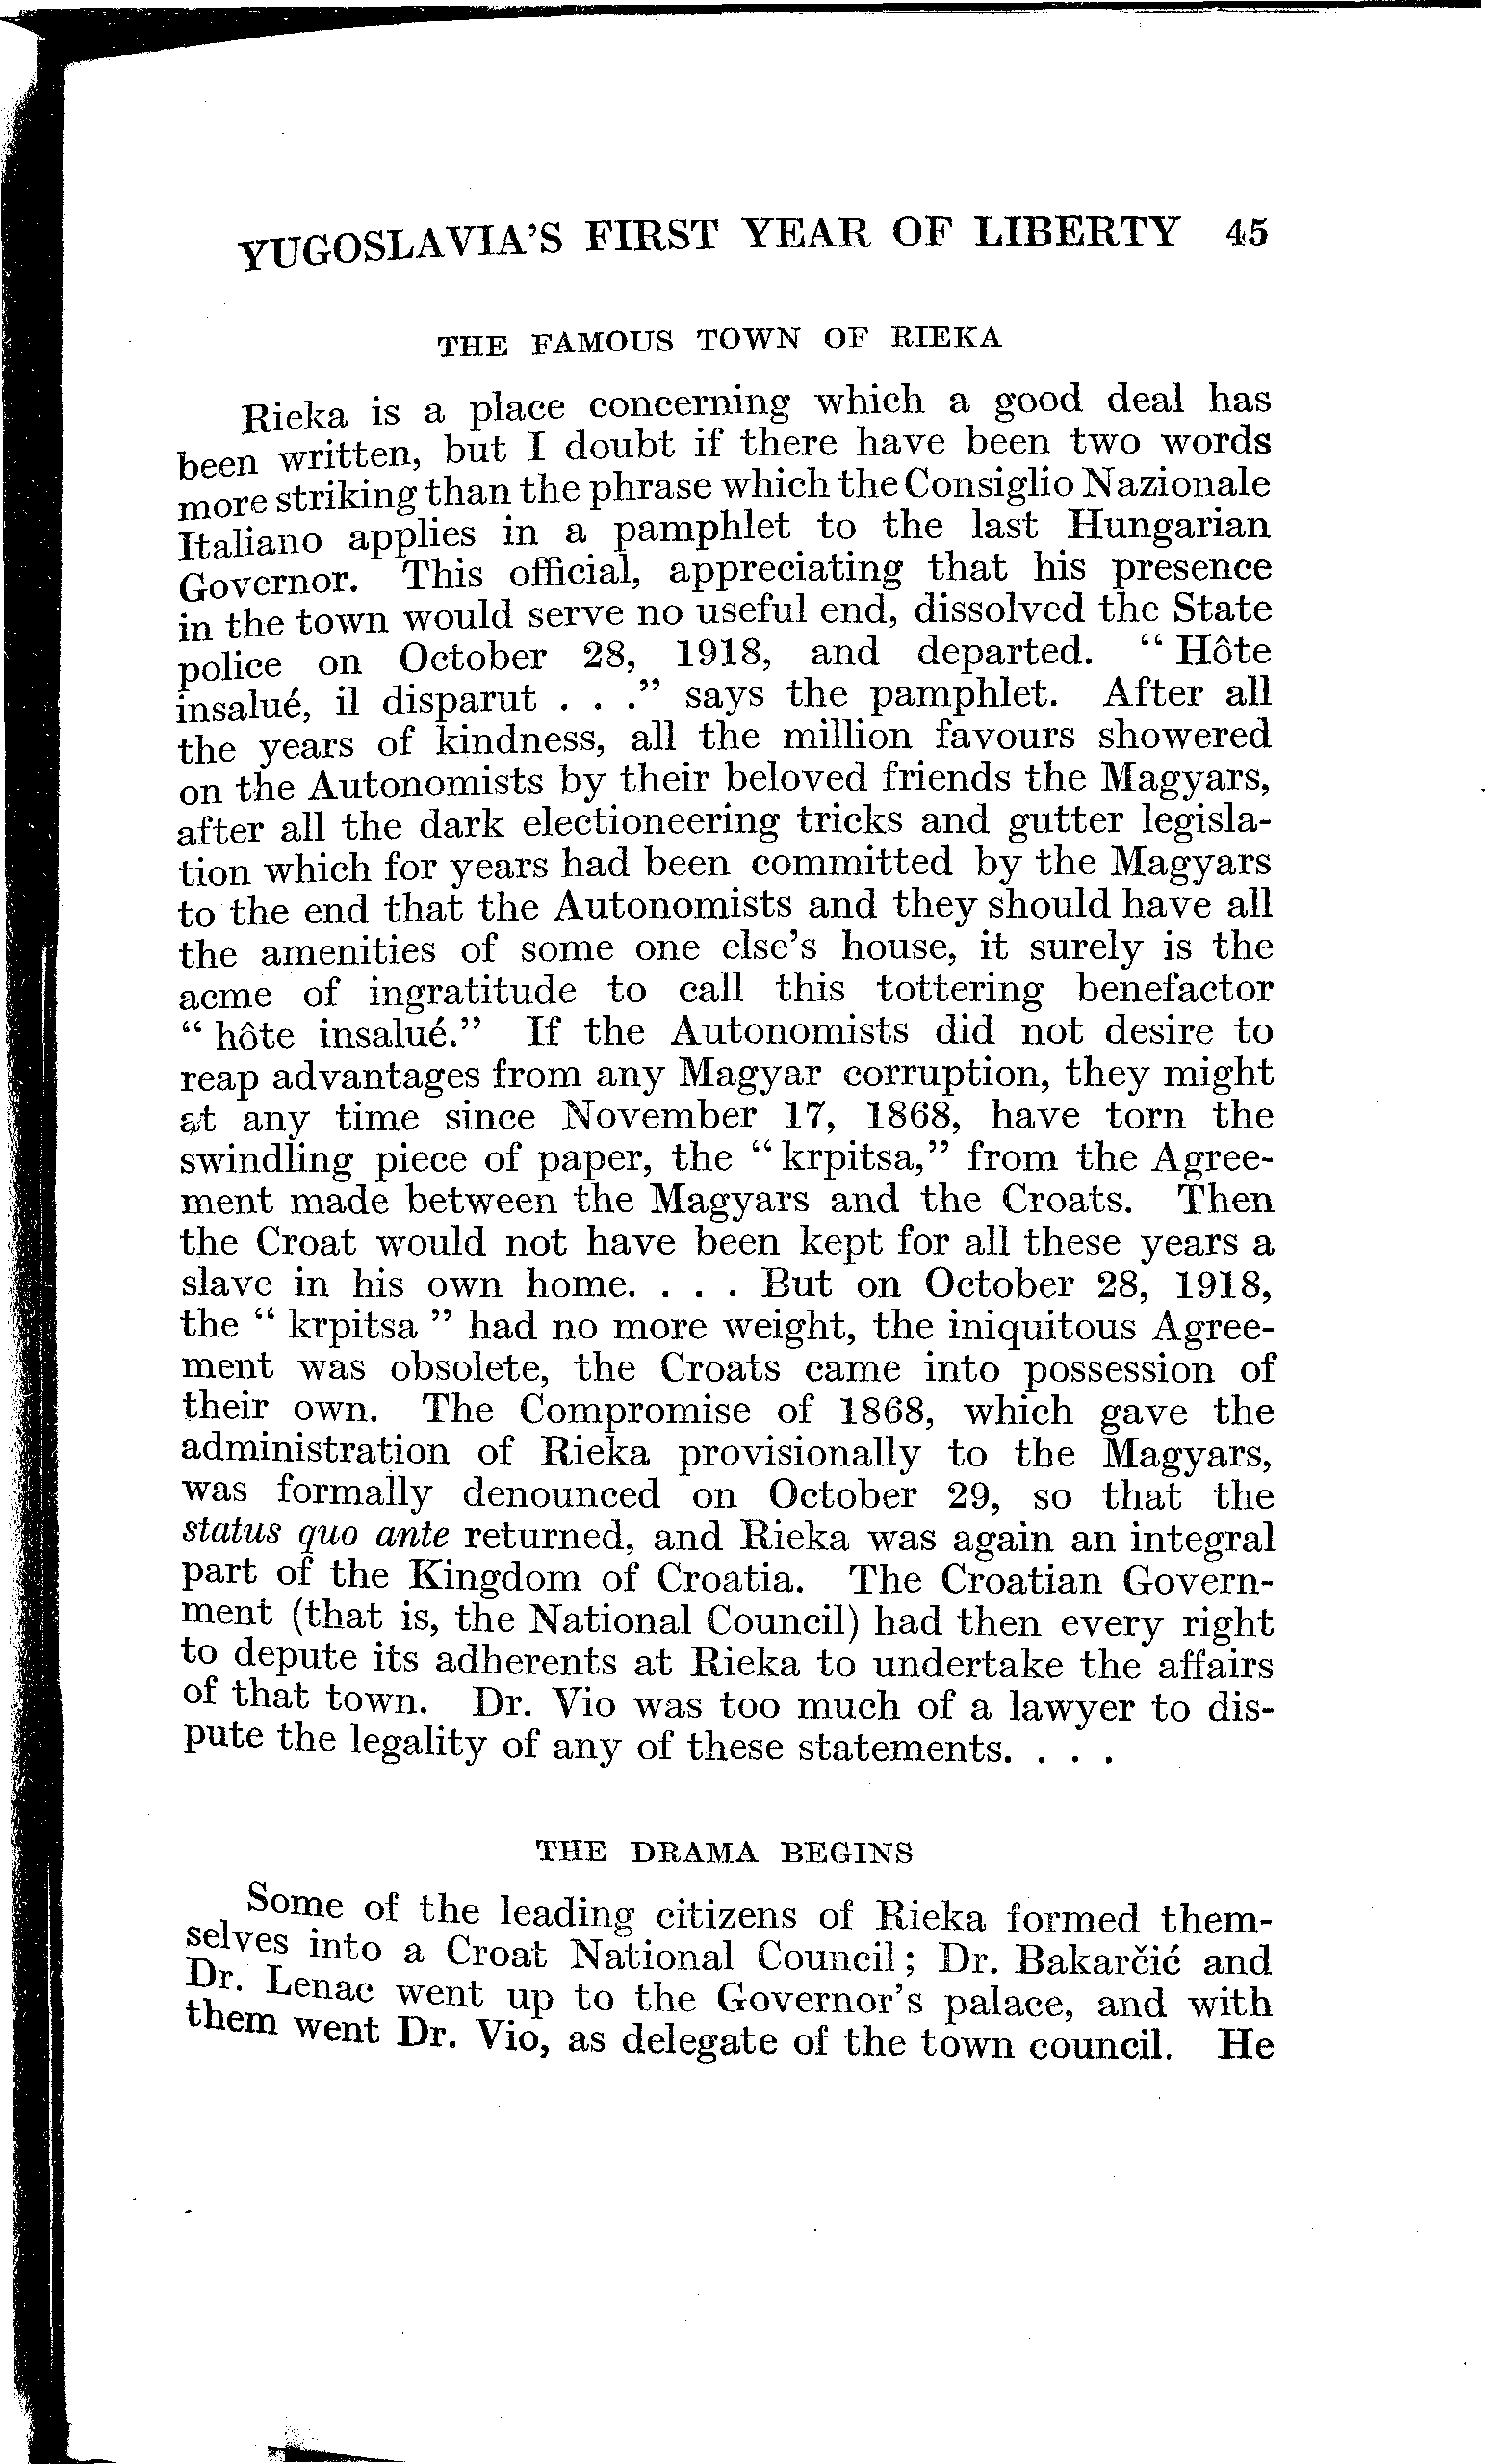 YUGOSLAVIA'S FIRST YEAR OF LIBERTY 45
THE FAMOUS TOWN OF RIEKA
Rieka is a place concerning which a good deal has
been written, but I doubt if there have been two words
more striking than the phrase which the Consiglio Nazionale
Italiano applies in a pamphlet to the last Hungarian
Governor. This official, appreciating that his presence
in the town would serve no useful end, dissolved the State
police on October 28, 1918, and departed. “ Hôte
insalué, il disparut . . .” says the pamphlet. After all
the years of kindness, all the million favours showered
on the Autonomists by their beloved friends the Magyars,
after all the dark electioneering tricks and gutter legisla-
tion which for years had been committed by the Magyars
to the end that the Autonomists and they should have all
the amenities of some one else's house, it surely is the
acme of ingratitude to call this tottering benefactor
“ hôte insalué.” If the Autonomists did not desire to
reap advantages from any Magyar corruption, they might
at any time since November 17, 1868, have torn the
swindling piece of paper, the “ krpitsa,” from the Agree-
ment made between the Magyars and the Croats. Then
the Croat would not have been kept for all these years a
slave in his own home. . . . But on October 28, 1918,
the “ krpitsa ” had no more weight, the iniquitous Agree-
ment was obsolete, the Croats came into possession of
their own. The Compromise of 1868, which gave the
administration of Rieka provisionally to the Magyars,
was formally denounced on October 29, so that the
status quo ante returned, and Rieka was again an integral
part of the Kingdom of Croatia. The Croatian Govern-
ment (that is, the National Council) had then every right
to depute its adherents at Rieka to undertake the affairs
of that town. Dr. Vio was too much of a lawyer to dis-
pute the legality of any of these statements. . . .
THE DRAMA BEGINS
Some of the leading citizens of Rieka formed them-
selves into a Croat National Council; Dr. Bakarčić and
Dr. Lenac went up to the Governor's palace, and with
them went Dr. Vio, as delegate of the town council. He